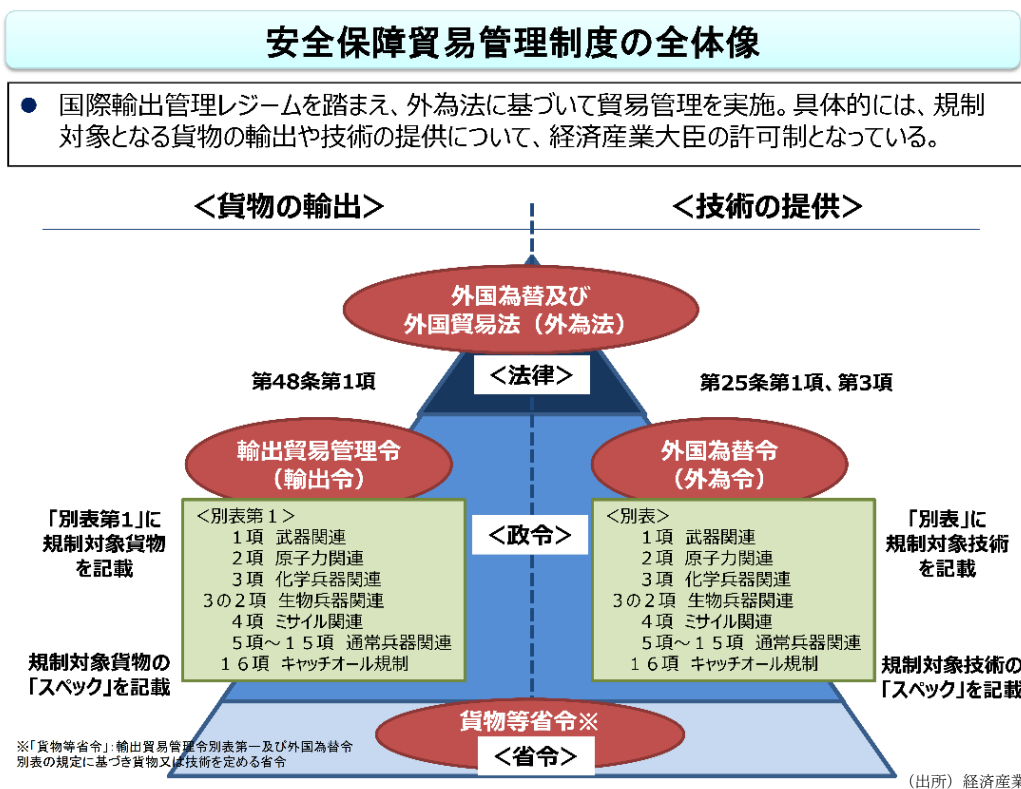 安全保障貿易管理制度の全体像
● 国際輸出管理レジームを踏まえ、外為法に基づいて貿易管理を実施。具体的には、規制
対象となる貨物の輸出や技術の提供について、経済産業大臣の許可制となっている。
＜貨物の輸出＞
＜技術の提供＞
外国為替及び
外国貿易法（外為法）
＜法律＞
第48条第1項
第25条第1項、第3項
輸出貿易管理令
（輸出令）
外国為替令
（外為令）
「別表第1」に
規制対象貨物
を記載
＜別表第１＞
１項 武器関連
２項 原子力関連
３項 化学兵器関連
３の２項 生物兵器関連
４項 ミサイル関連
５項～１５項 通常兵器関連
１６項 キャッチオール規制
＜政令＞
＜別表＞
１項 武器関連
２項 原子力関連
３項 化学兵器関連
３の２項 生物兵器関連
４項 ミサイル関連
５項～１５項 通常兵器関連
１６項 キャッチオール規制
「別表」に
規制対象技術
を記載
規制対象貨物の
「スペック」を記載
規制対象技術の
「スペック」を記載
貨物等省令※
＜省令＞
※「貨物等省令」：輸出貿易管理令別表第一及び外国為替令
別表の規定に基づき貨物又は技術を定める省令
（出所）経済産業